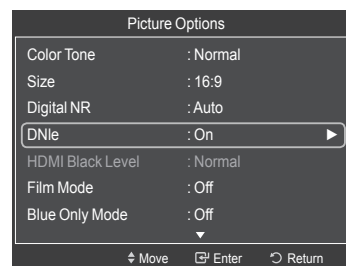 Picture Options
Color Tone : Normal
Size : 16:9
Digital NR : Auto
DNIe : On
HDMI Black Level : Normal
Film Mode : Off
Blue Only Mode : Off
Move Enter Return